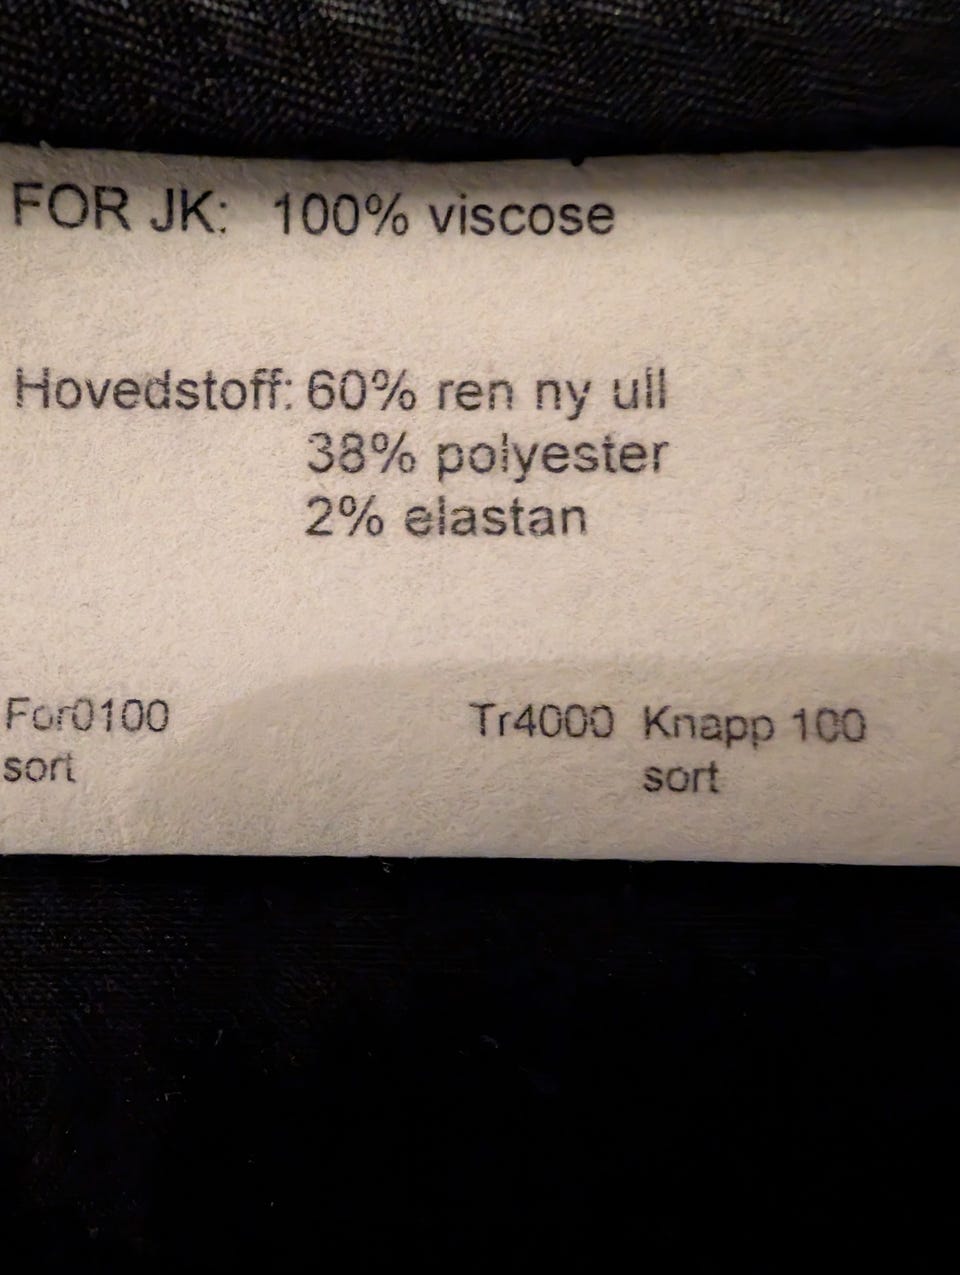 FOR JK: 100% viscose
Hovedstoff: 60% ren ny ull
38% polyester
2% elastan
For0100 Tr4000 Knapp 100
sort sort